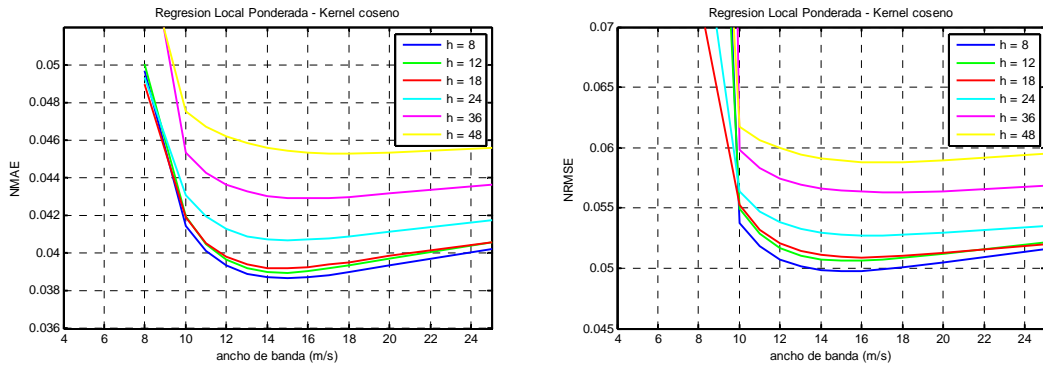 Regresion Local Ponderada - Kernel coseno
0.05
0.048
0.046
0.044
0.042
0.04
0.038
0.036
NMAE
4 6 8 10 12 14 16 18 20 22 24
ancho de banda (m/s)
h = 8
h = 12
h = 18
h = 24
h = 36
h = 48
Regresion Local Ponderada - Kernel coseno
0.07
0.065
0.06
0.055
0.05
0.045
NRMSE
4 6 8 10 12 14 16 18 20 22 24
ancho de banda (m/s)
h = 8
h = 12
h = 18
h = 24
h = 36
h = 48